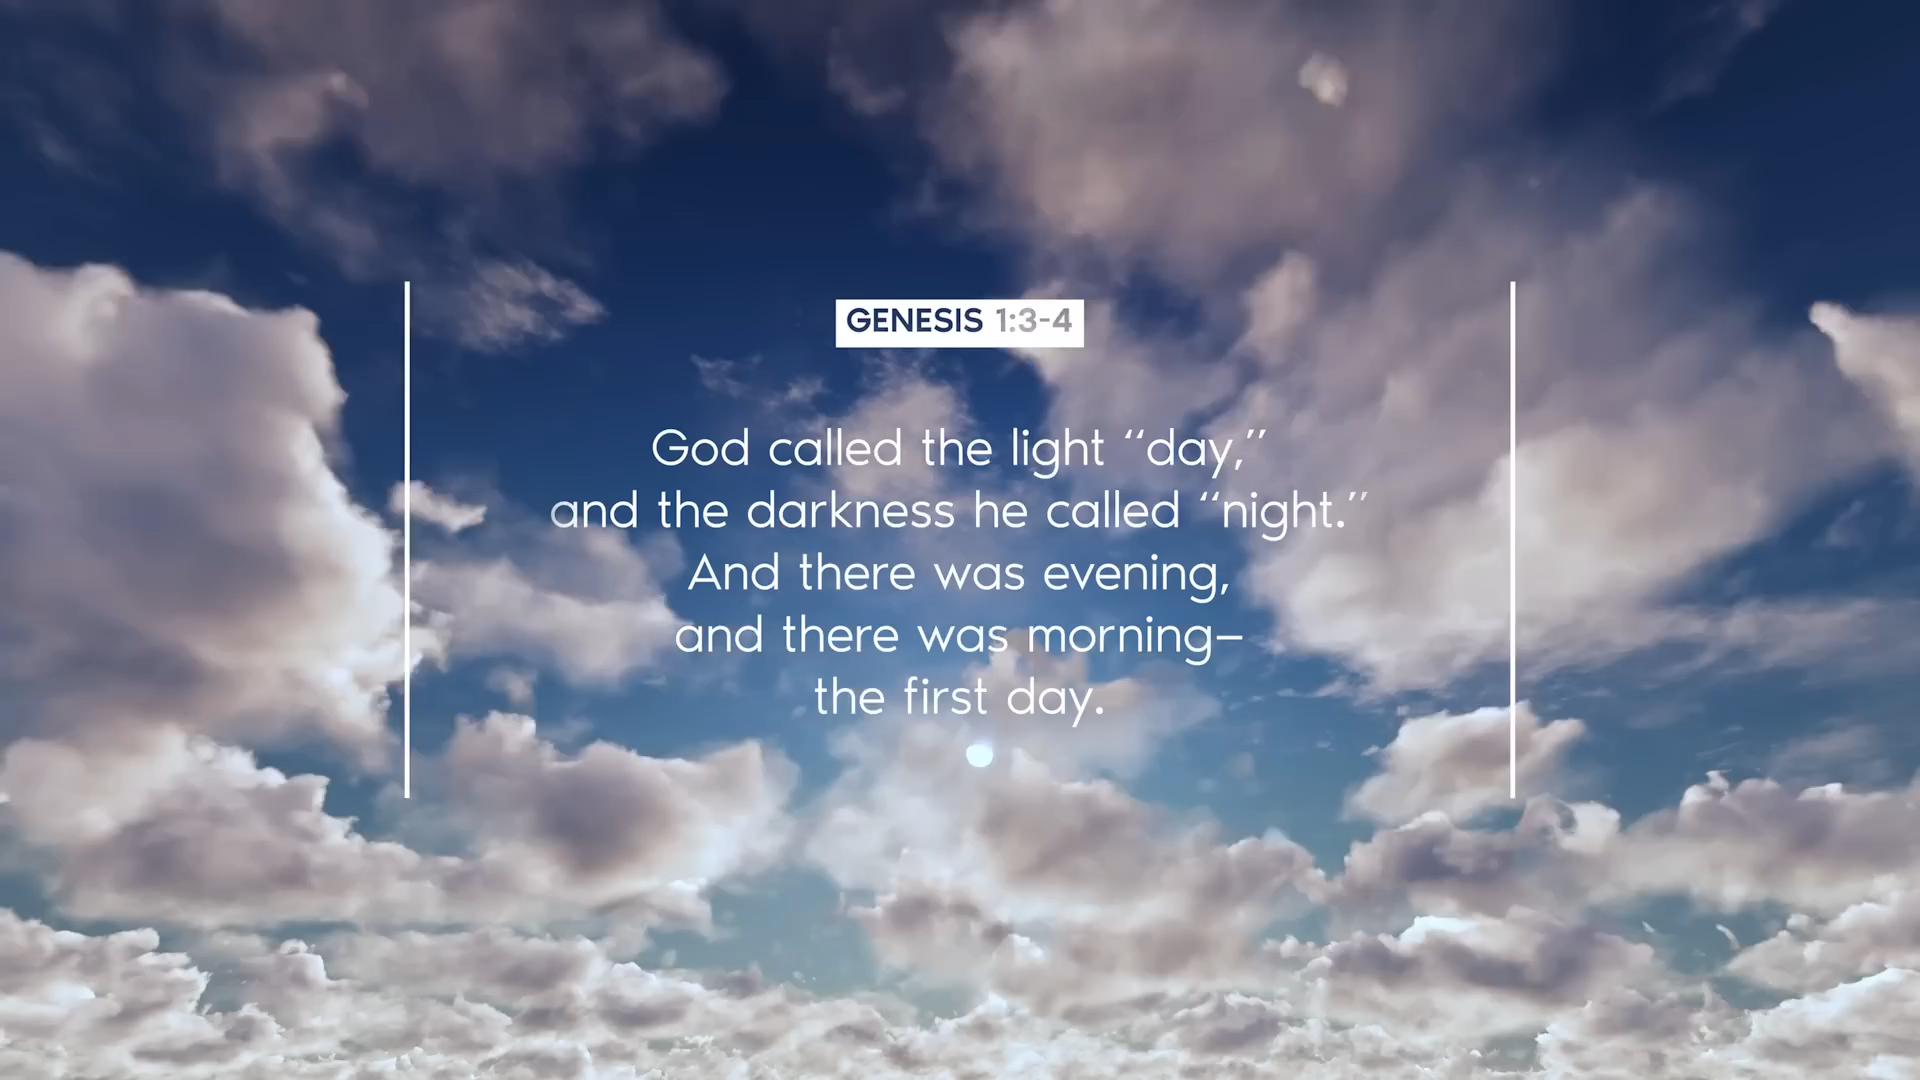 GENESIS 1:3-4
God called the light “day,”
and the darkness he called “night.”
And there was evening,
and there was morning–
the first day.